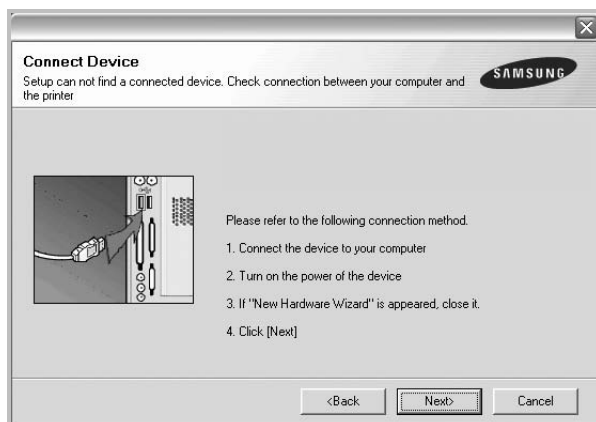 Connect Device
Setup can not find a connected device. Check connection between your computer and
the printer
SAMSUNG
Please refer to the following connection method.
1. Connect the device to your computer
2. Turn on the power of the device
3. If "New Hardware Wizard" is appeared, close it.
4. Click [Next]
<Back
Next>
Cancel